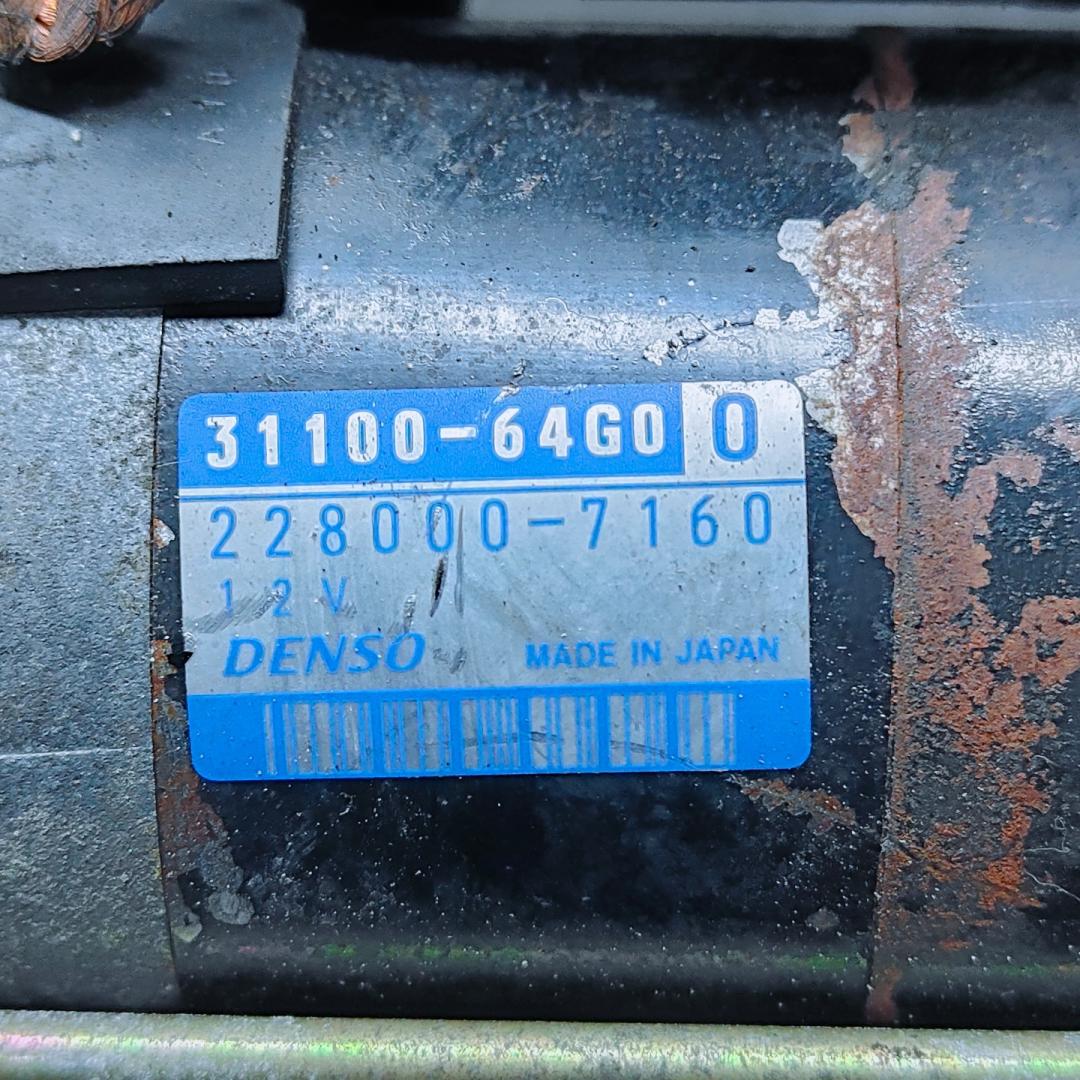 31100-64G0 0
228000-7160
12V
DENSO MADE IN JAPAN